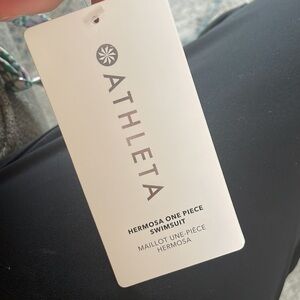 ATHLETA
HERMOSA ONE PIECE
SWIMSUIT
MAILLOT UNE-PIÈCE
HERMOSA